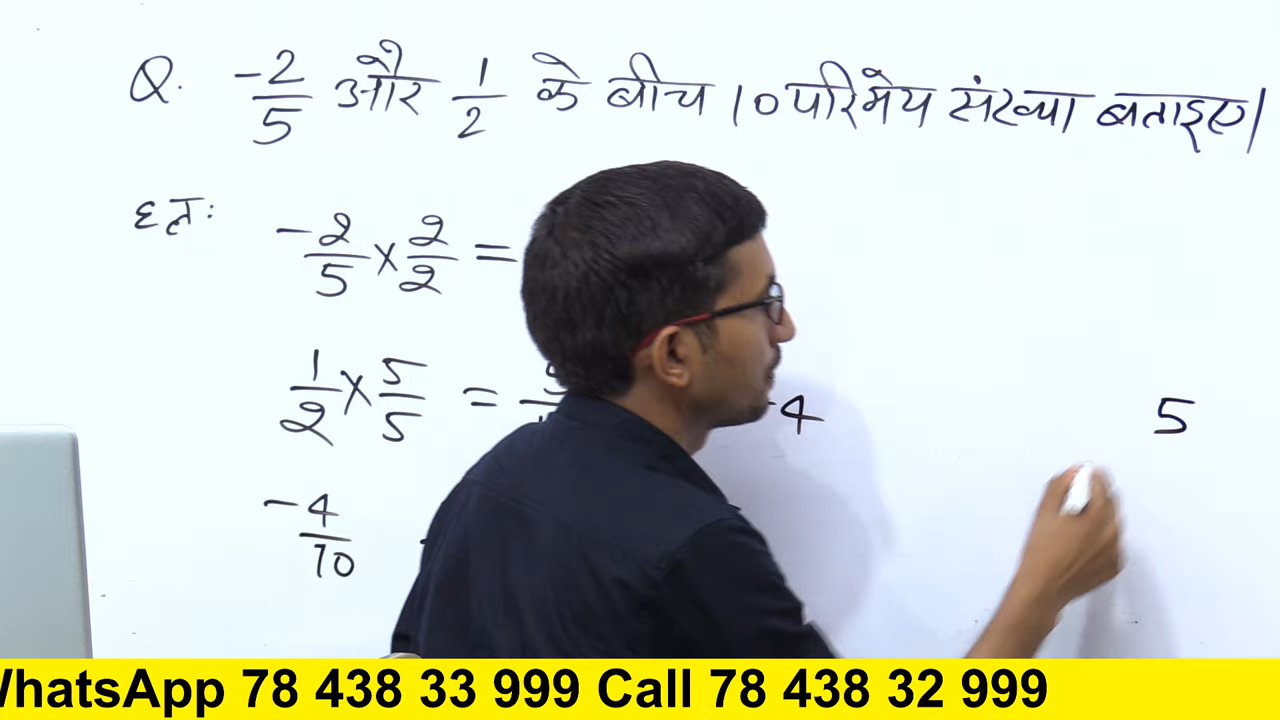 Q. -2/5 और 1/2 के बीच 10 परिमेय संख्या बताइए।
हल:
-2/5 × 2/2 =
1/2 × 5/5 =
-4 5
-4/10
WhatsApp 78 438 33 999 Call 78 438 32 999